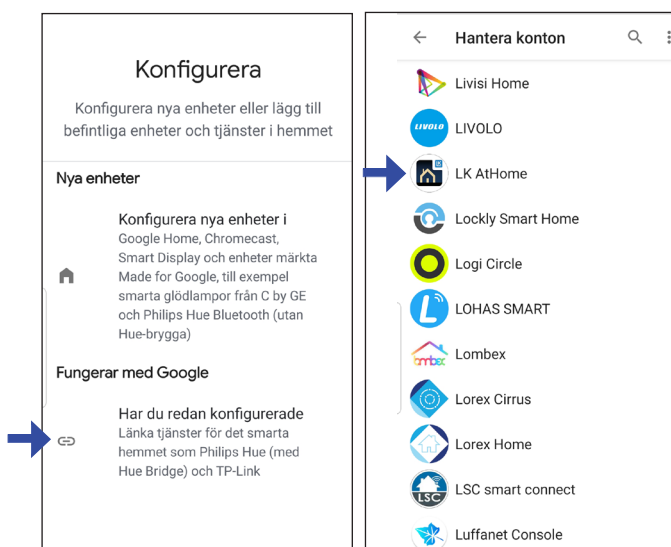 Konfigurera
Konfigurera nya enheter eller lägg till
befintliga enheter och tjänster i hemmet
Nya enheter
Konfigurera nya enheter i
Google Home, Chromecast,
Smart Display och enheter märkta
Made for Google, till exempel
smarta glödlampor från C by GE
och Philips Hue Bluetooth (utan
Hue-brygga)
Fungerar med Google
Har du redan konfigurerade
Länka tjänster för det smarta
hemmet som Philips Hue (med
Hue Bridge) och TP-Link
Hantera konton
Livisi Home
LIVOLO
LIVOLO
LK AtHome
Lockly Smart Home
Logi Circle
L
LOHAS SMART
lombex
Lombex
Lorex Cirrus
Lorex Home
LSC
LSC smart connect
Luffanet Console